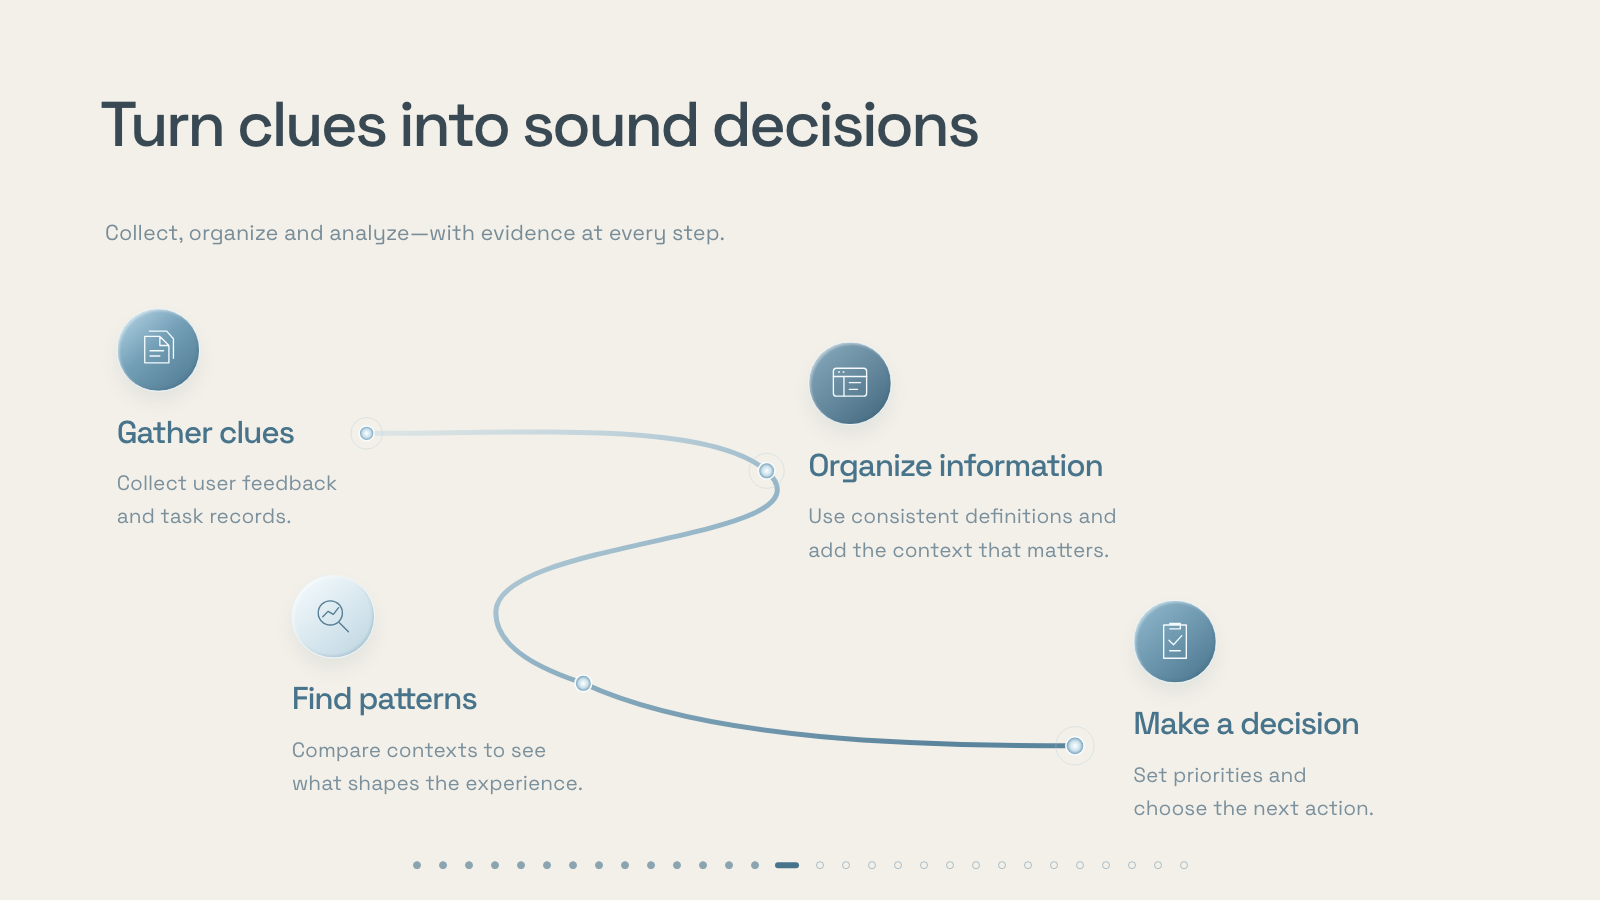 Turn clues into sound decisions
Collect, organize and analyze—with evidence at every step.
Gather clues
Collect user feedback
and task records.
Organize information
Use consistent definitions and
add the context that matters.
Find patterns
Compare contexts to see
what shapes the experience.
Make a decision
Set priorities and
choose the next action.